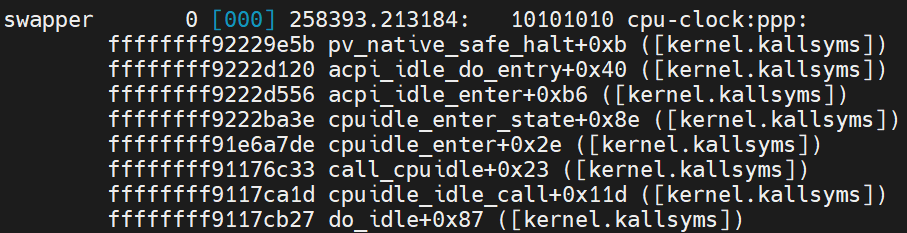 swapper       0 [000] 258393.213184:   10101010 cpu-clock:ppp:
        ffffffff92229e5b pv_native_safe_halt+0xb ([kernel.kallsyms])
        ffffffff9222d120 acpi_idle_do_entry+0x40 ([kernel.kallsyms])
        ffffffff9222d556 acpi_idle_enter+0xb6 ([kernel.kallsyms])
        ffffffff9222ba3e cpuidle_enter_state+0x8e ([kernel.kallsyms])
        ffffffff91e6a7de cpuidle_enter+0x2e ([kernel.kallsyms])
        ffffffff91176c33 call_cpuidle+0x23 ([kernel.kallsyms])
        ffffffff9117ca1d cpuidle_idle_call+0x11d ([kernel.kallsyms])
        ffffffff9117cb27 do_idle+0x87 ([kernel.kallsyms])